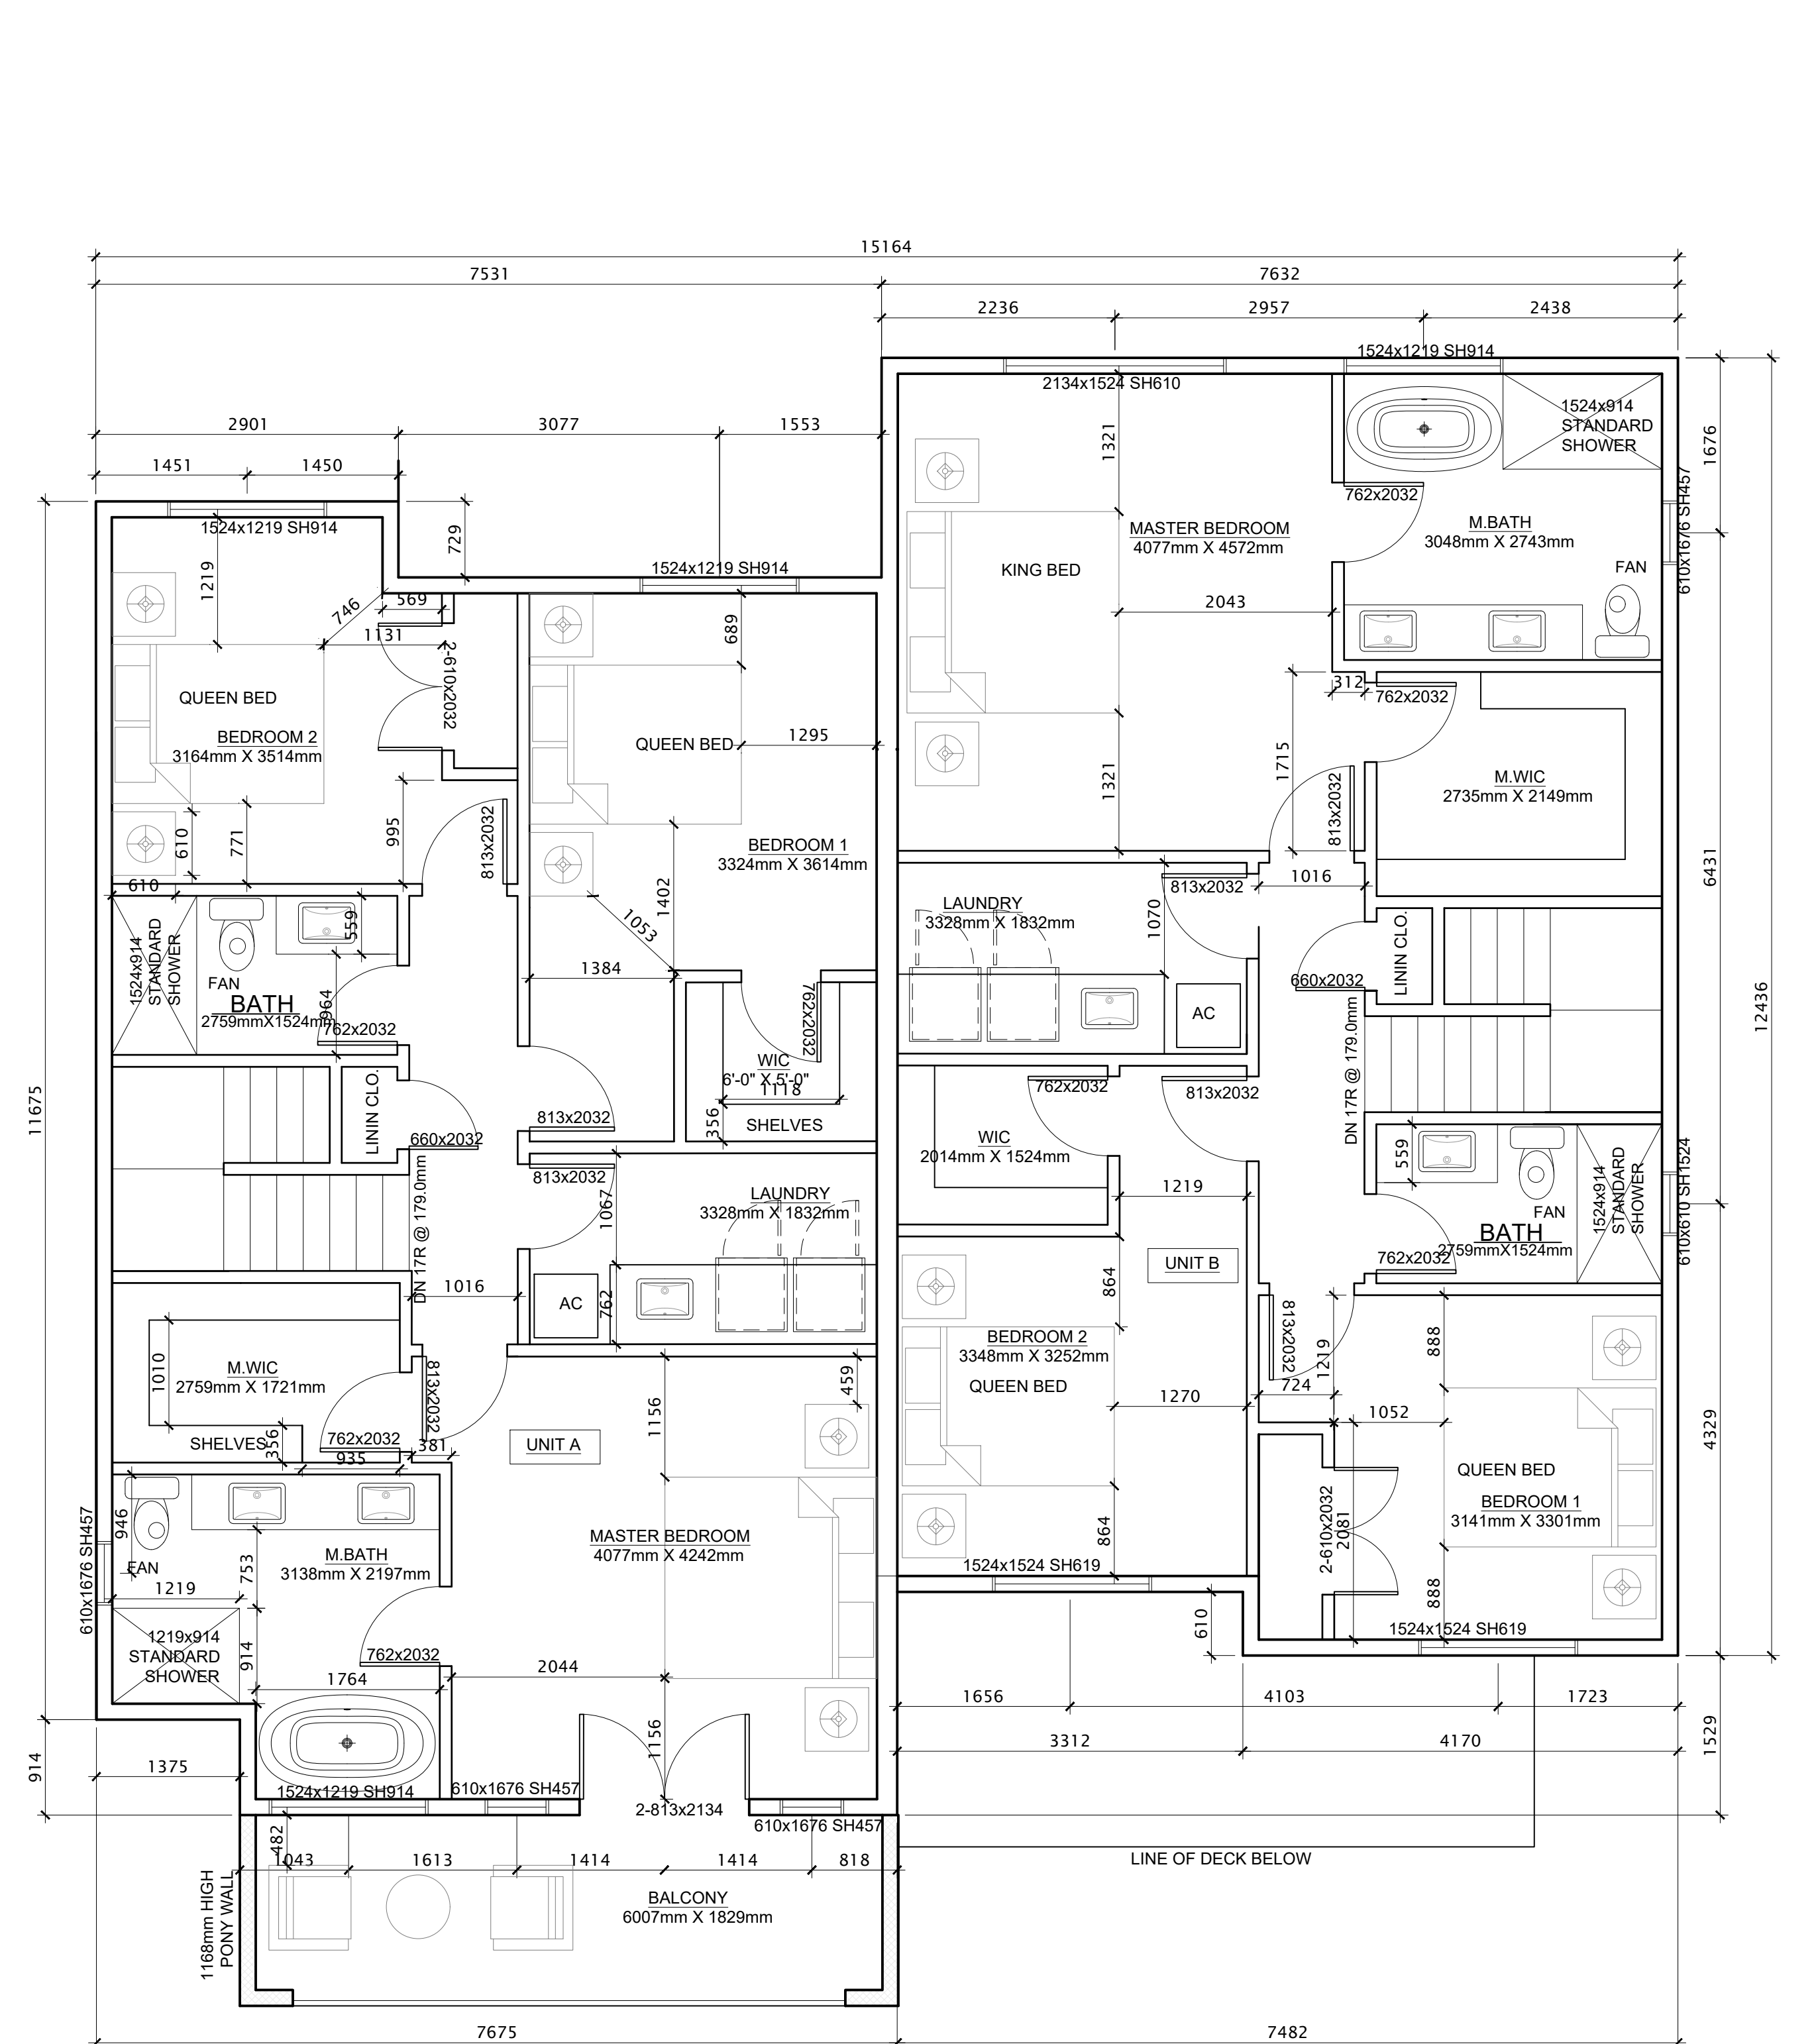 15164
7531
7632
2236
2957
2438
1524x1219 SH914
2134x1524 SH610
2901
3077
1553
1451
1450
1524x1219 SH914
729
1524x1219 SH914
1321
1524x914
STANDARD
SHOWER
1676
610x1676 SH457
762x2032
MASTER BEDROOM
4077mm X 4572mm
M.BATH
3048mm X 2743mm
FAN
KING BED
2043
1219
746
569
1131
689
2-610x2032
QUEEN BED
BEDROOM 2
3164mm X 3514mm
QUEEN BED
1295
312
762x2032
1715
1321
813x2032
M.WIC
2735mm X 2149mm
610
771
995
813x2032
BEDROOM 1
3324mm X 3614mm
1402
1053
1384
6431
12436
11675
610
559
1524x914
STANDARD
SHOWER
FAN
BATH
2759mmX1524mm
964
762x2032
762x2032
WIC
6'-0" X 5'-0"
1118
356
SHELVES
813x2032
1016
LAUNDRY
3328mm X 1832mm
1070
AC
660x2032
LININ CLO.
DN 17R @ 179.0mm
LININ CLO.
660x2032
813x2032
DN 17R @ 179.0mm
813x2032
1067
LAUNDRY
3328mm X 1832mm
762x2032
813x2032
WIC
2014mm X 1524mm
1219
559
FAN
BATH
2759mmX1524mm
762x2032
1524x914
STANDARD
SHOWER
610x610 SH1524
UNIT B
864
1016
AC
762
813x2032
1219
888
724
1052
BEDROOM 2
3348mm X 3252mm
QUEEN BED
1270
1010
M.WIC
2759mm X 1721mm
813x2032
SHELVES
356
762x2032
935
381
UNIT A
1156
459
4329
QUEEN BED
BEDROOM 1
3141mm X 3301mm
2-610x2032
2081
888
864
1524x1524 SH619
1524x1524 SH619
610
610x1676 SH457
946
FAN
1219
753
M.BATH
3138mm X 2197mm
MASTER BEDROOM
4077mm X 4242mm
1219x914
STANDARD
SHOWER
914
762x2032
1764
2044
1156
1656
4103
1723
3312
4170
1529
914
1375
1524x1219 SH914
610x1676 SH457
2-813x2134
610x1676 SH457
482
1043
1613
1414
1414
818
LINE OF DECK BELOW
1168mm HIGH
PONY WALL
BALCONY
6007mm X 1829mm
7675
7482